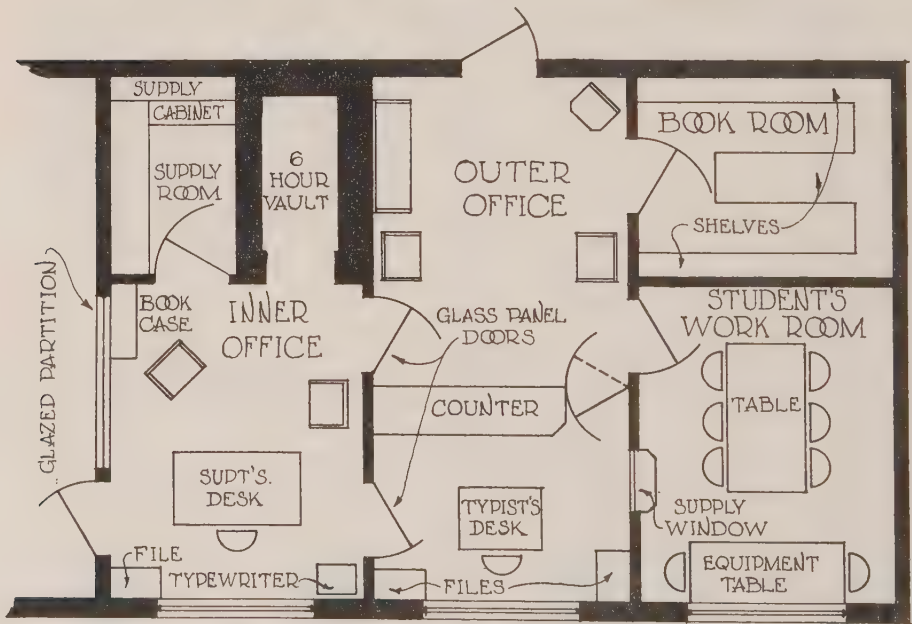 SUPPLY
CABINET
SUPPLY
ROOM
6
HOUR
VAULT
OUTER
OFFICE
BOOK ROOM
SHELVES
GLAZED PARTITION
BOOK
CASE
INNER
OFFICE
GLASS PANEL
DOORS
STUDENT'S
WORK ROOM
TABLE
COUNTER
SUPT'S.
DESK
TYPIST'S
DESK
SUPPLY
WINDOW
FILE
TYPEWRITER
FILES
EQUIPMENT
TABLE